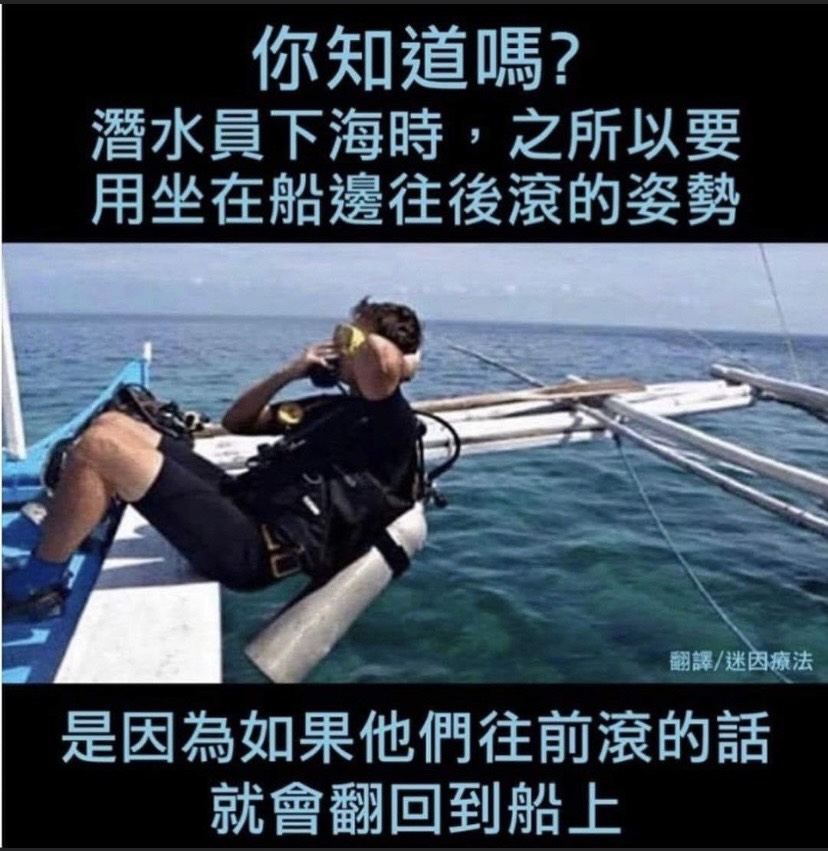 你知道嗎?
潛水員下海時，之所以要
用坐在船邊往後滾的姿勢
翻譯/迷因療法
是因為如果他們往前滾的話
就會翻回到船上